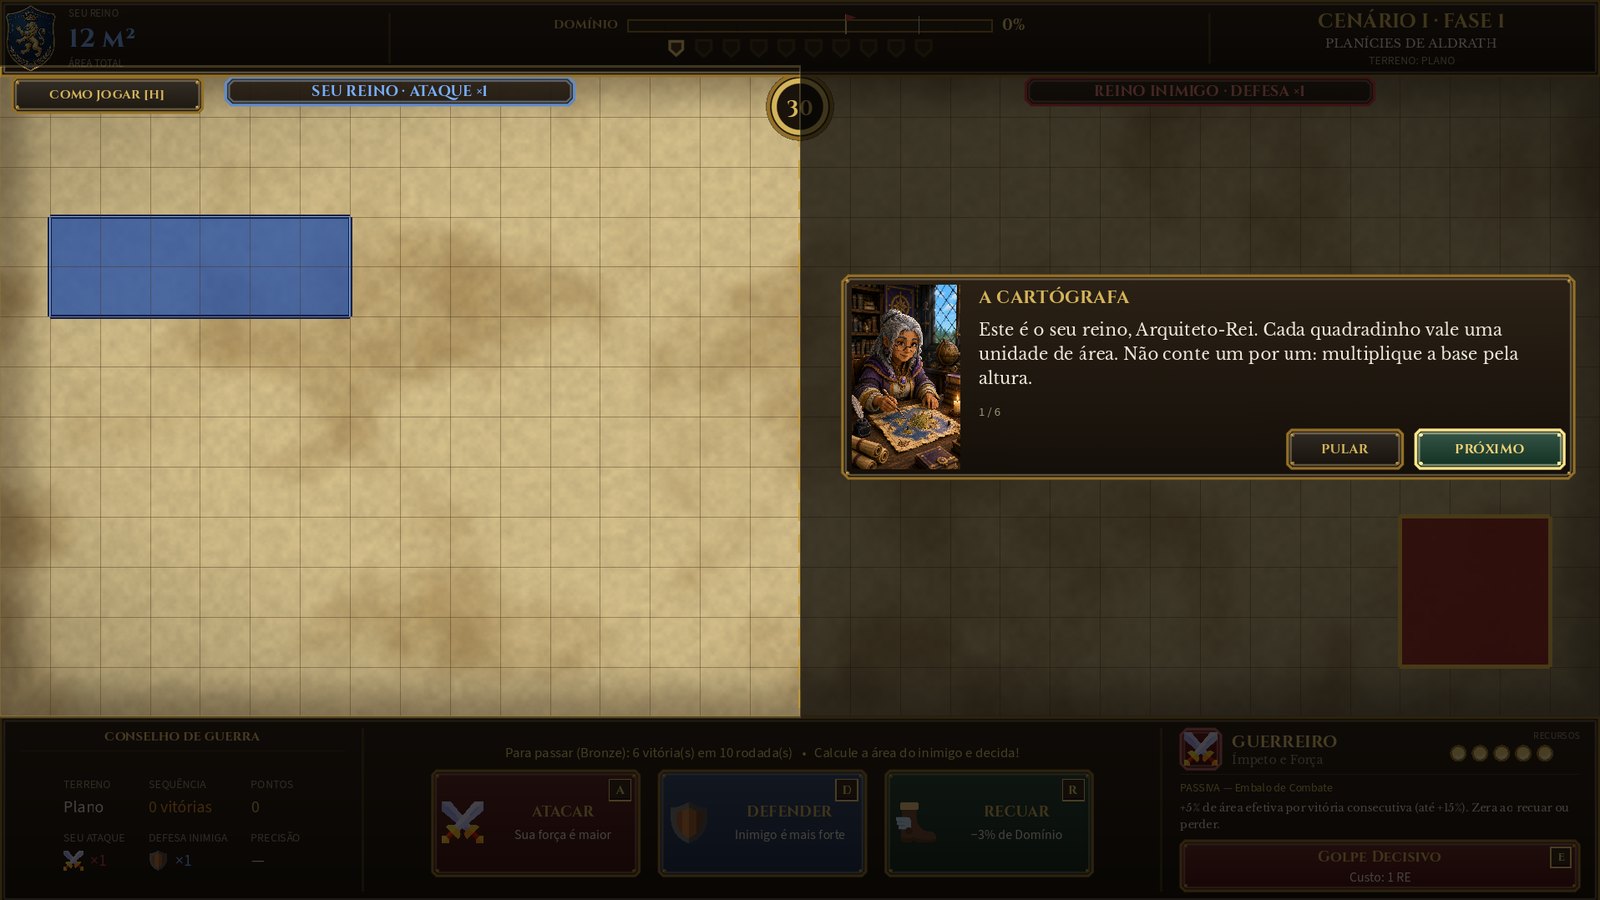 SEU REINO
12 M²
ÁREA TOTAL
DOMÍNIO
0%
CENÁRIO I · FASE 1
PLANÍCIES DE ALDRATH
TERRENO: PLANO
COMO JOGAR [H]
SEU REINO · ATAQUE ×1
30
REINO INIMIGO · DEFESA ×1
A CARTÓGRAFA
Este é o seu reino, Arquiteto-Rei. Cada quadradinho vale uma
unidade de área. Não conte um por um: multiplique a base pela
altura.
1 / 6
PULAR
PRÓXIMO
CONSELHO DE GUERRA
TERRENO
SEQUÊNCIA
PONTOS
Plano
0 vitórias
0
SEU ATAQUE
DEFESA INIMIGA
PRECISÃO
×1
×1
—
Para passar (Bronze): 6 vitória(s) em 10 rodada(s) • Calcule a área do inimigo e decida!
A
ATACAR
Sua força é maior
D
DEFENDER
Inimigo é mais forte
R
RECUAR
−3% de Domínio
GUERREIRO
Ímpeto e Força
RECURSOS
PASSIVA — Embalo de Combate
+5% de área efetiva por vitória consecutiva (até +15%). Zera ao recuar ou
perder.
GOLPE DECISIVO
E
Custo: 1 RE